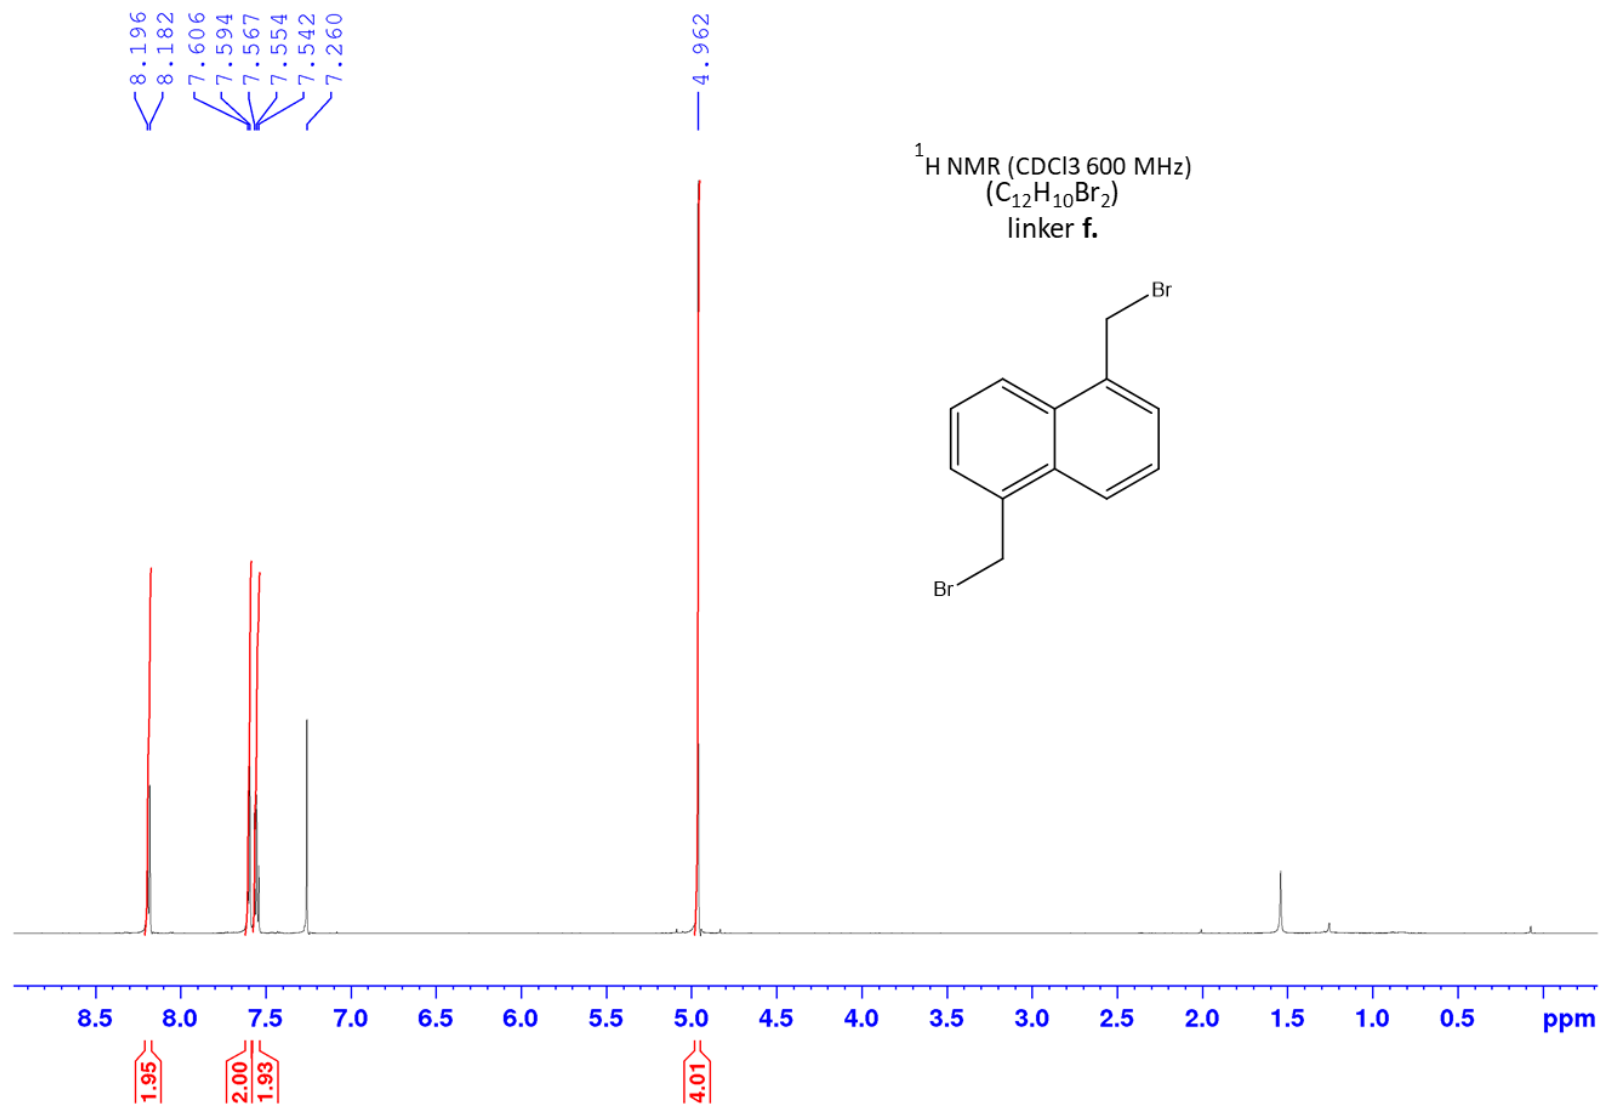 8.196
8.182
7.606
7.594
7.567
7.554
7.542
7.260
4.962
¹H NMR (CDCl3 600 MHz)
(C₁₂H₁₀Br₂)
linker f.
Br
Br
8.5 8.0 7.5 7.0 6.5 6.0 5.5 5.0 4.5 4.0 3.5 3.0 2.5 2.0 1.5 1.0 0.5 ppm
1.95
2.00
1.93
4.01